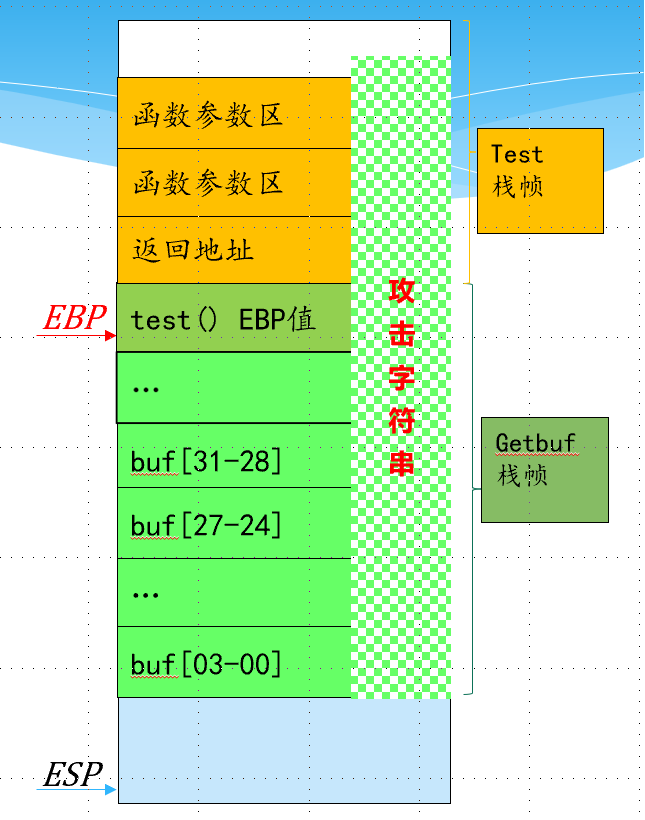 函数参数区
函数参数区
返回地址
EBP
test() EBP值
...
buf[31-28]
buf[27-24]
...
buf[03-00]
ESP
攻
击
字
符
串
Test
栈帧
Getbuf
栈帧